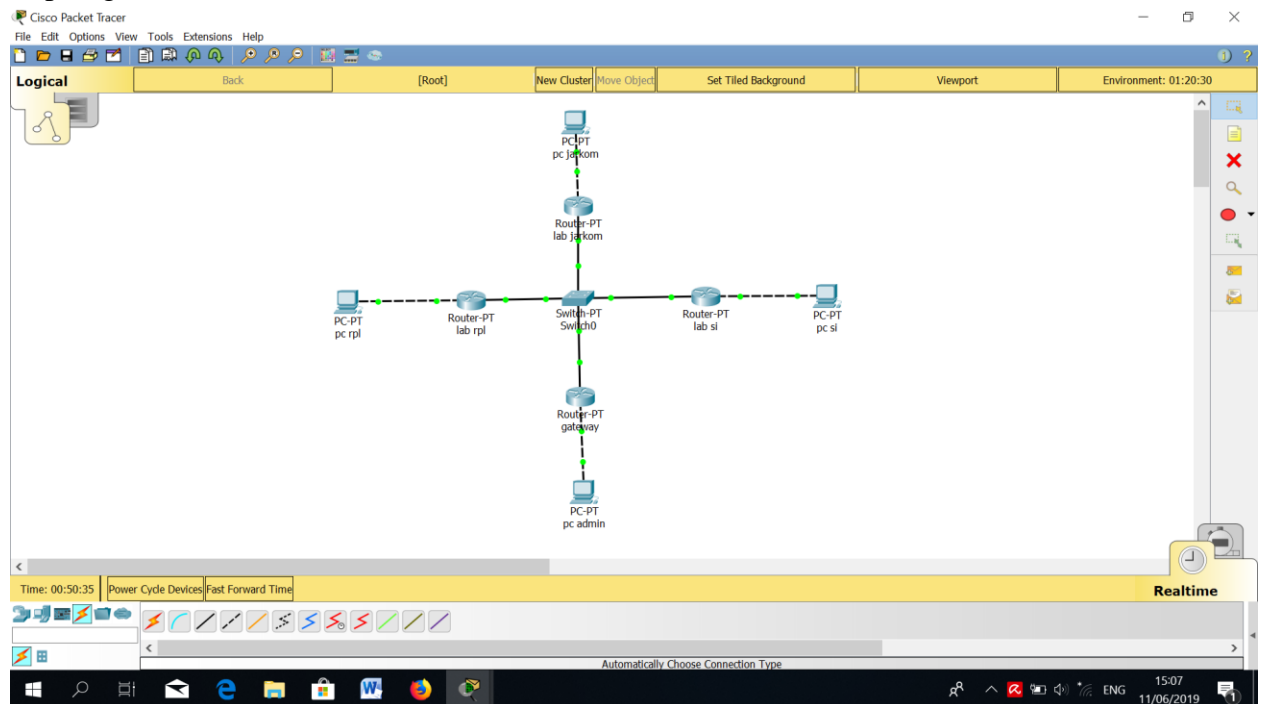 Cisco Packet Tracer
File Edit Options View Tools Extensions Help
Logical Back [Root] New Cluster Move Object Set Tiled Background Viewport Environment: 01:20:30
PC-PT
pc jarkom
Router-PT
lab jarkom
PC-PT
pc rpl
Router-PT
lab rpl
Switch-PT
Switch0
Router-PT
lab si
PC-PT
pc si
Router-PT
gateway
PC-PT
pc admin
Time: 00:50:35 Power Cycle Devices Fast Forward Time Realtime
Automatically Choose Connection Type
ENG 15:07
11/06/2019